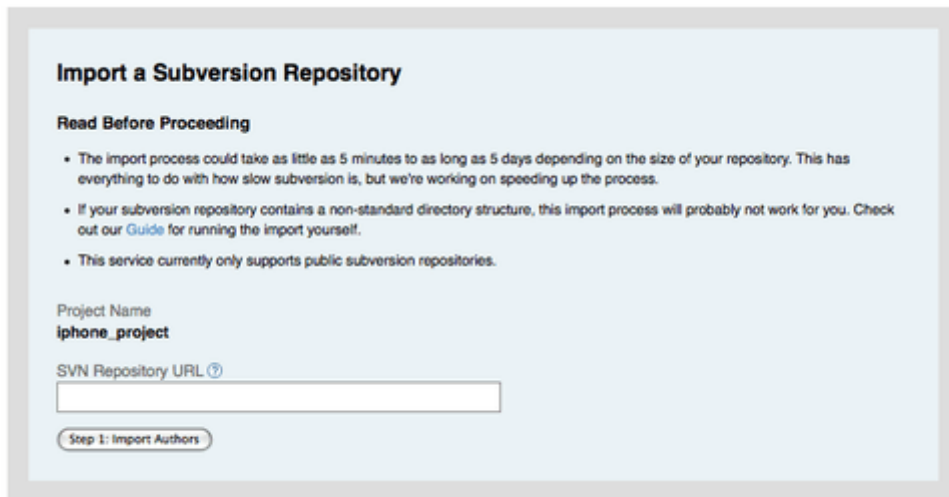 Import a Subversion Repository
Read Before Proceeding
• The import process could take as little as 5 minutes to as long as 5 days depending on the size of your repository. This has
everything to do with how slow subversion is, but we're working on speeding up the process.
• If your subversion repository contains a non-standard directory structure, this import process will probably not work for you. Check
out our Guide for running the import yourself.
• This service currently only supports public subversion repositories.
Project Name
iphone_project
SVN Repository URL ?
Step 1: Import Authors